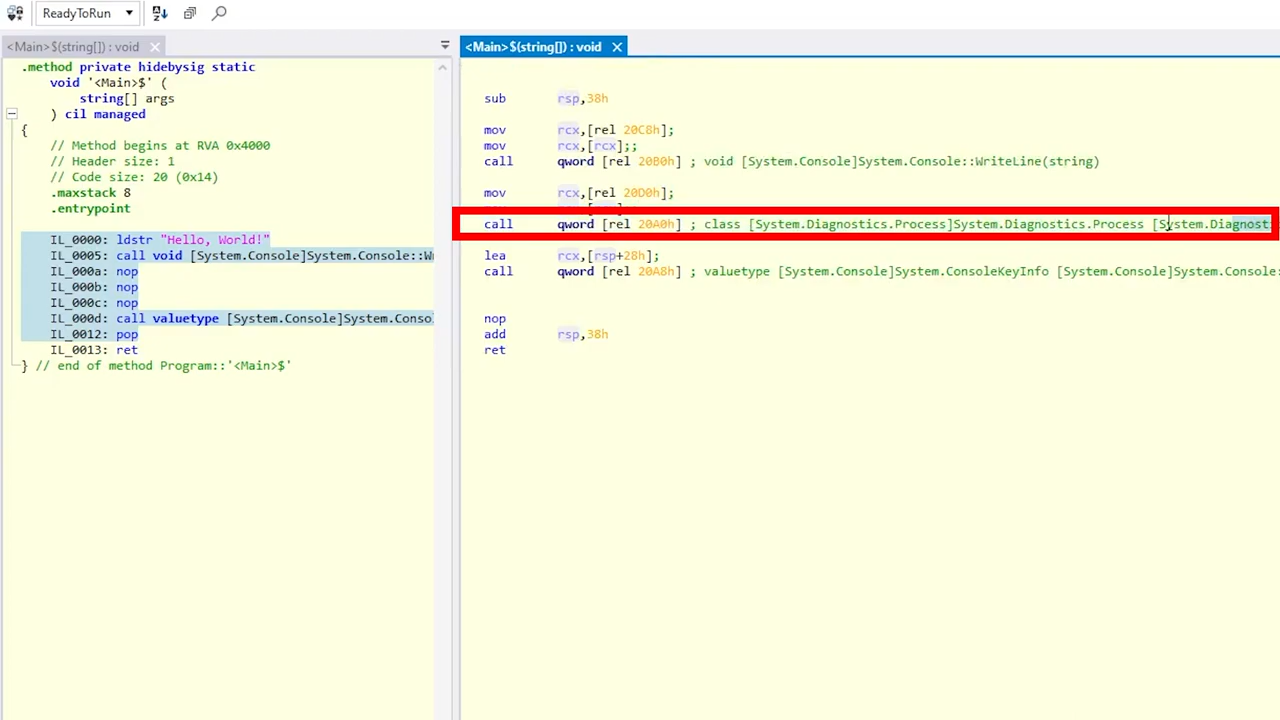 ReadyToRun
<Main>$(string[]) : void
.method private hidebysig static
void '<Main>$' (
string[] args
) cil managed
{
// Method begins at RVA 0x4000
// Header size: 1
// Code size: 20 (0x14)
.maxstack 8
.entrypoint
IL_0000: ldstr "Hello, World!"
IL_0005: call void [System.Console]System.Console::W
IL_000a: nop
IL_000b: nop
IL_000c: nop
IL_000d: call valuetype [System.Console]System.Conso
IL_0012: pop
IL_0013: ret
} // end of method Program::'<Main>$'
<Main>$(string[]) : void
sub rsp,38h
mov rcx,[rel 20C8h];
mov rcx,[rcx];;
call qword [rel 20B0h] ; void [System.Console]System.Console::WriteLine(string)
mov rcx,[rel 20D0h];
call qword [rel 20A0h] ; class [System.Diagnostics.Process]System.Diagnostics.Process [System.Diagnost
lea rcx,[rsp+28h];
call qword [rel 20A8h] ; valuetype [System.Console]System.ConsoleKeyInfo [System.Console]System.Console:
nop
add rsp,38h
ret